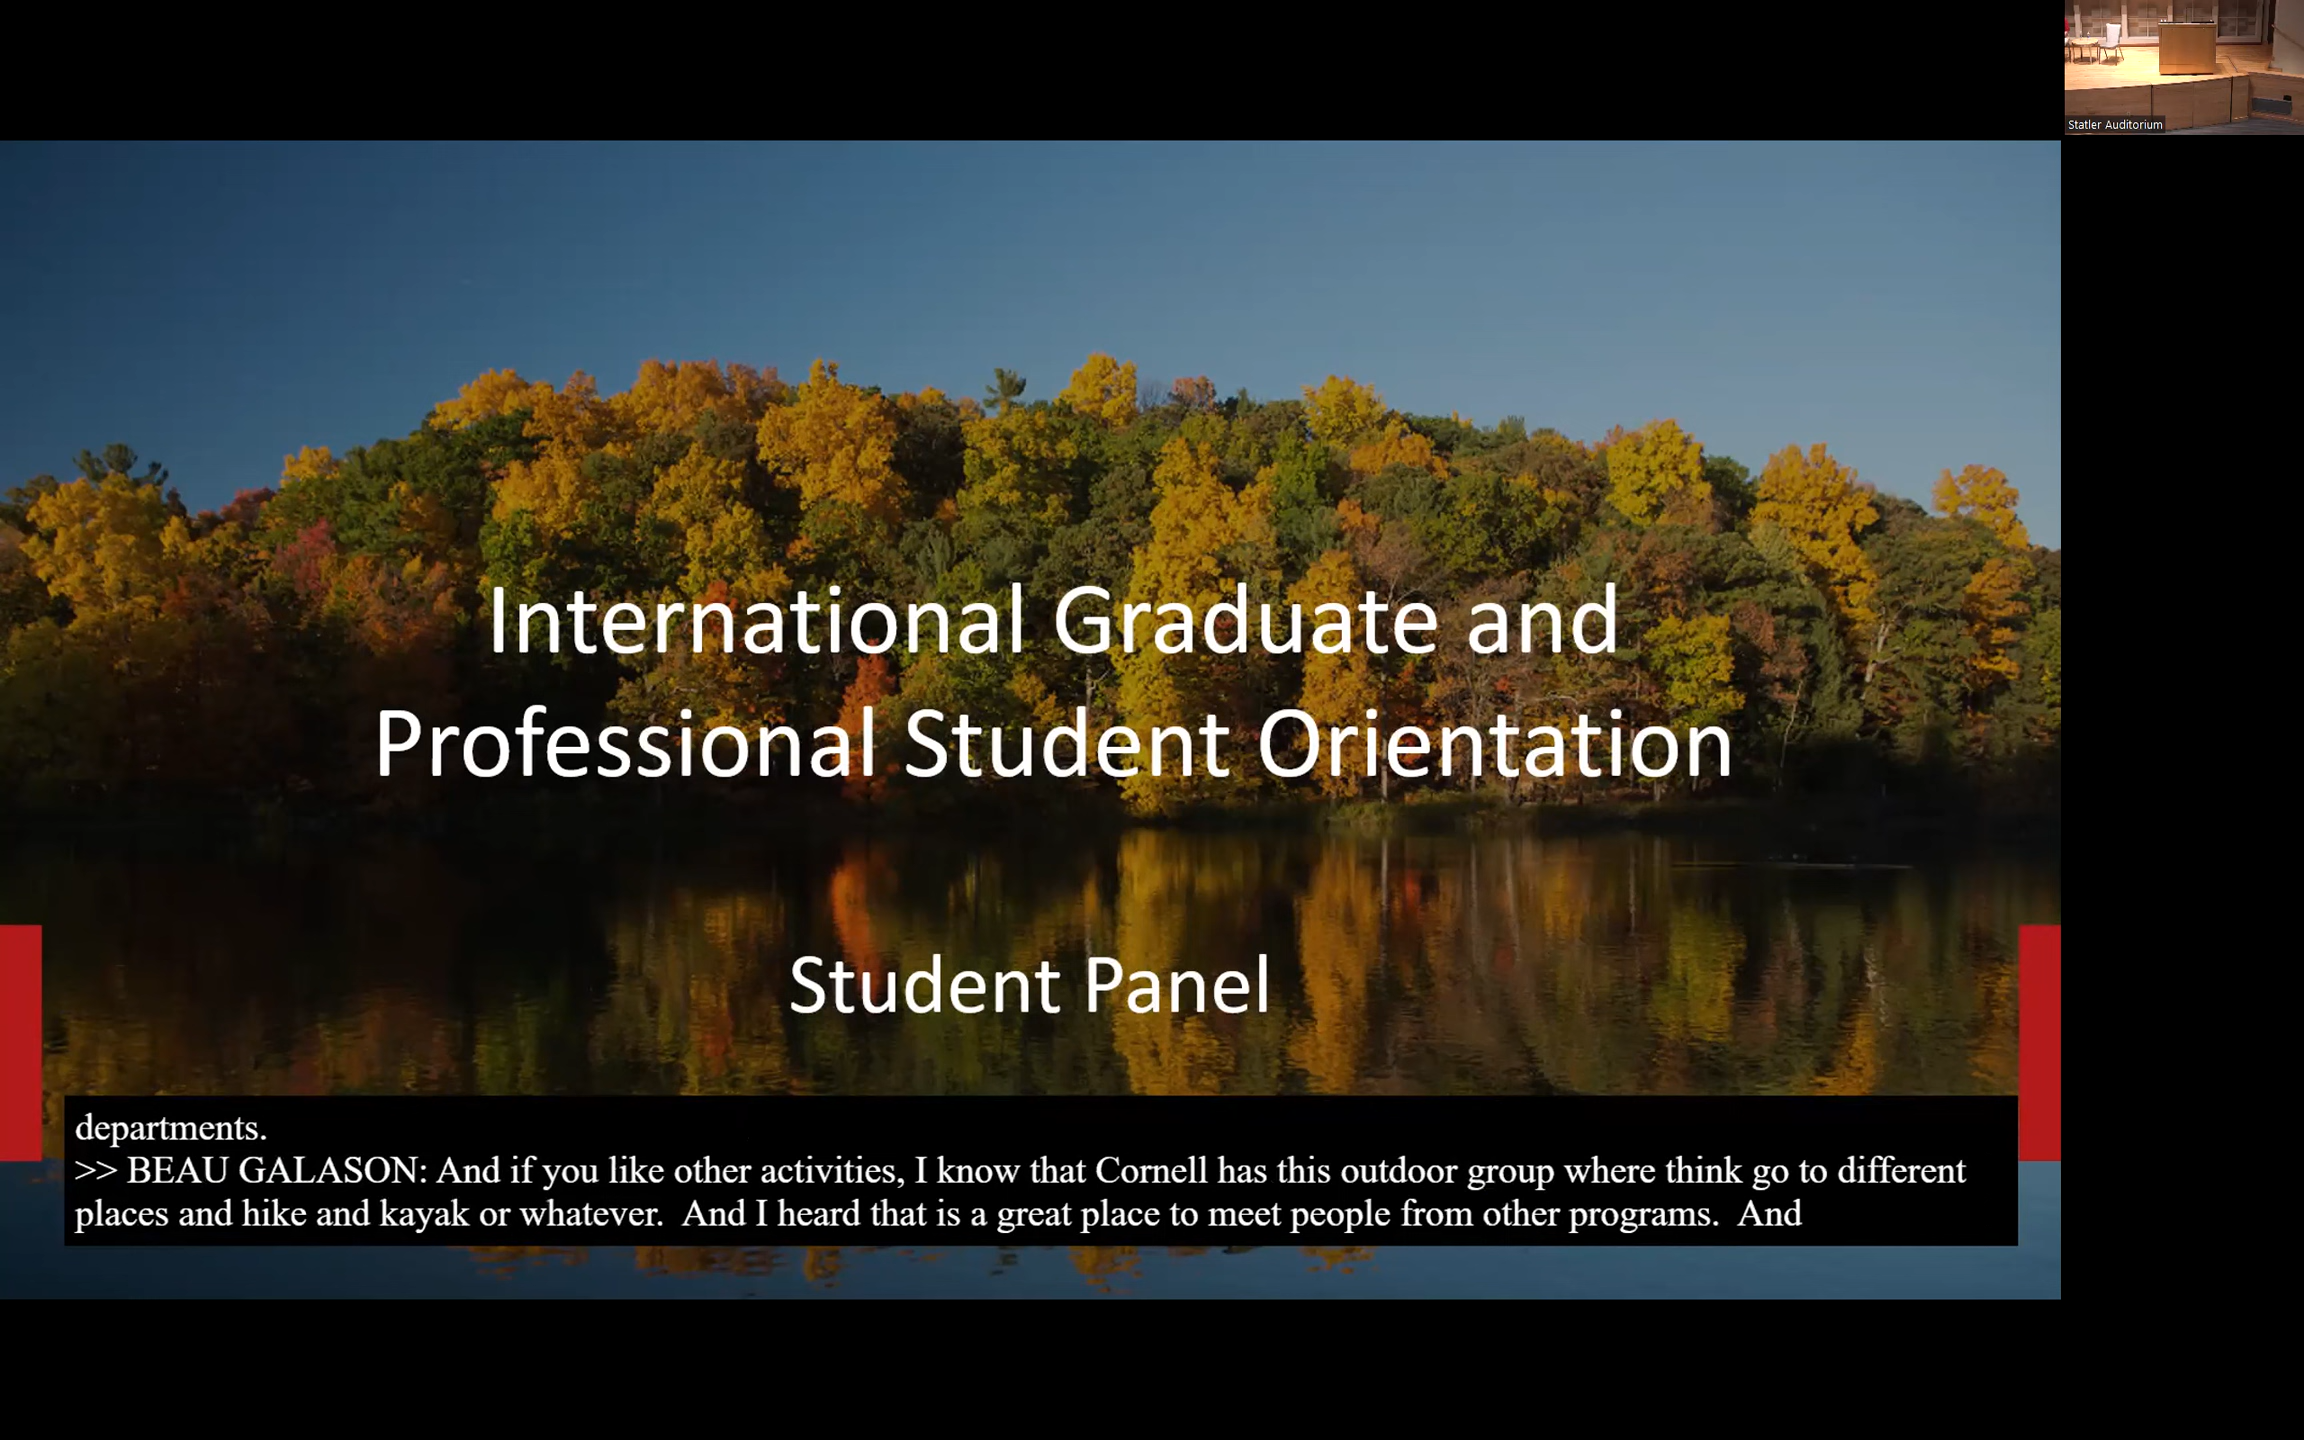 Statler Auditorium
International Graduate and
Professional Student Orientation
Student Panel
departments.
>> BEAU GALASON: And if you like other activities, I know that Cornell has this outdoor group where think go to different
places and hike and kayak or whatever.  And I heard that is a great place to meet people from other programs.  And